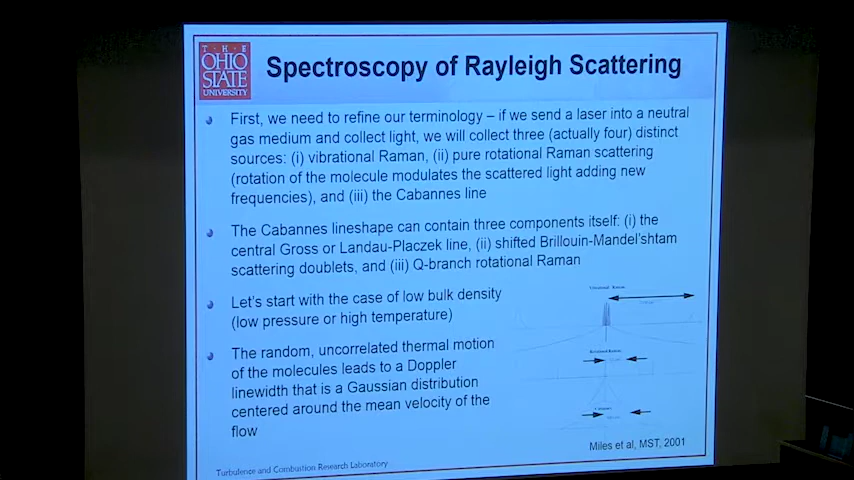 THE
OHIO
STATE
UNIVERSITY
Spectroscopy of Rayleigh Scattering
First, we need to refine our terminology – if we send a laser into a neutral
gas medium and collect light, we will collect three (actually four) distinct
sources: (i) vibrational Raman, (ii) pure rotational Raman scattering
(rotation of the molecule modulates the scattered light adding new
frequencies), and (iii) the Cabannes line
The Cabannes lineshape can contain three components itself: (i) the
central Gross or Landau-Placzek line, (ii) shifted Brillouin-Mandel'shtam
scattering doublets, and (iii) Q-branch rotational Raman
Let's start with the case of low bulk density
(low pressure or high temperature)
The random, uncorrelated thermal motion
of the molecules leads to a Doppler
linewidth that is a Gaussian distribution
centered around the mean velocity of the
flow
Vibrational Raman
Rotational Raman
Miles et al, MST, 2001
Turbulence and Combustion Research Laboratory